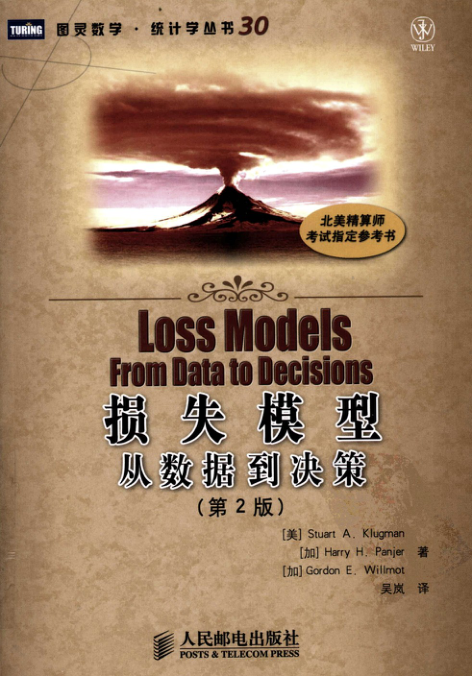 TURING 图灵数学·统计学丛书30
WILEY
北美精算师
考试指定参考书
Loss Models
From Data to Decisions
损失模型
从数据到决策
(第2版)
[美] Stuart A. Klugman
[加] Harry H. Panjer 著
[加] Gordon E. Willmot
吴岚 译
人民邮电出版社
POSTS & TELECOM PRESS